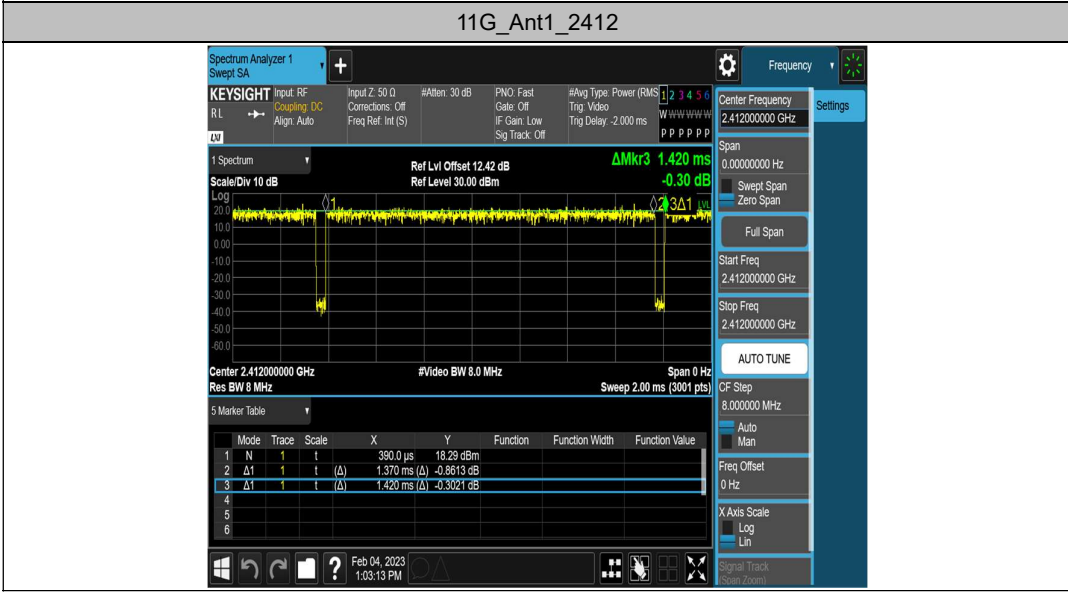 11G_Ant1_2412
Spectrum Analyzer 1
Swept SA
+
Frequency
KEYSIGHT
RL
LXI
Input: RF
Coupling: DC
Align: Auto
Input Z: 50 Ω
Corrections: Off
Freq Ref: Int (S)
#Atten: 30 dB
PNO: Fast
Gate: Off
IF Gain: Low
Sig Track: Off
#Avg Type: Power (RMS
Trig: Video
Trig Delay: -2.000 ms
1 2 3 4 5 6
W W W W W W
P P P P P P
1 Spectrum
Scale/Div 10 dB
Ref Lvl Offset 12.42 dB
Ref Level 30.00 dBm
ΔMkr3 1.420 ms
-0.30 dB
Log
20.0
10.0
0.00
-10.0
-20.0
-30.0
-40.0
-50.0
-60.0
1
3Δ1
LVL
Center 2.412000000 GHz
#Video BW 8.0 MHz
Span 0 Hz
Res BW 8 MHz
Sweep 2.00 ms (3001 pts)
5 Marker Table
Mode Trace Scale X Y Function Function Width Function Value
1 N 1 t 390.0 µs 18.29 dBm
2 Δ1 1 t (Δ) 1.370 ms (Δ) -0.8613 dB
3 Δ1 1 t (Δ) 1.420 ms (Δ) -0.3021 dB
4
5
6
?
Feb 04, 2023
1:03:13 PM
Center Frequency
2.412000000 GHz
Settings
Span
0.00000000 Hz
Swept Span
Zero Span
Full Span
Start Freq
2.412000000 GHz
Stop Freq
2.412000000 GHz
AUTO TUNE
CF Step
8.000000 MHz
Auto
Man
Freq Offset
0 Hz
X Axis Scale
Log
Lin
Signal Track
(Span Zoom)